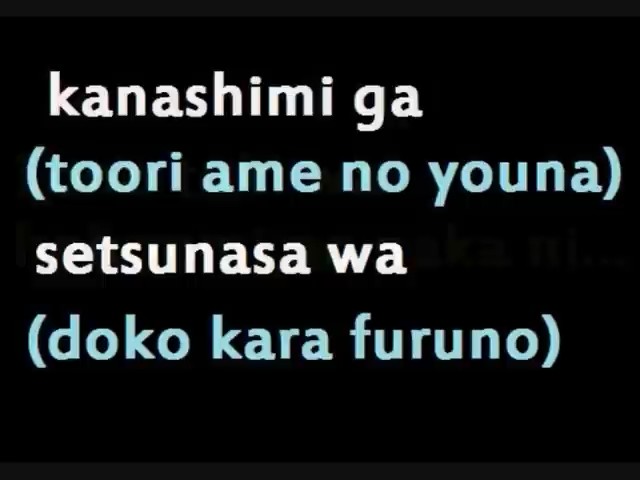 kanashimi ga
(toori ame no youna)
setsunasa wa
(doko kara furuno)